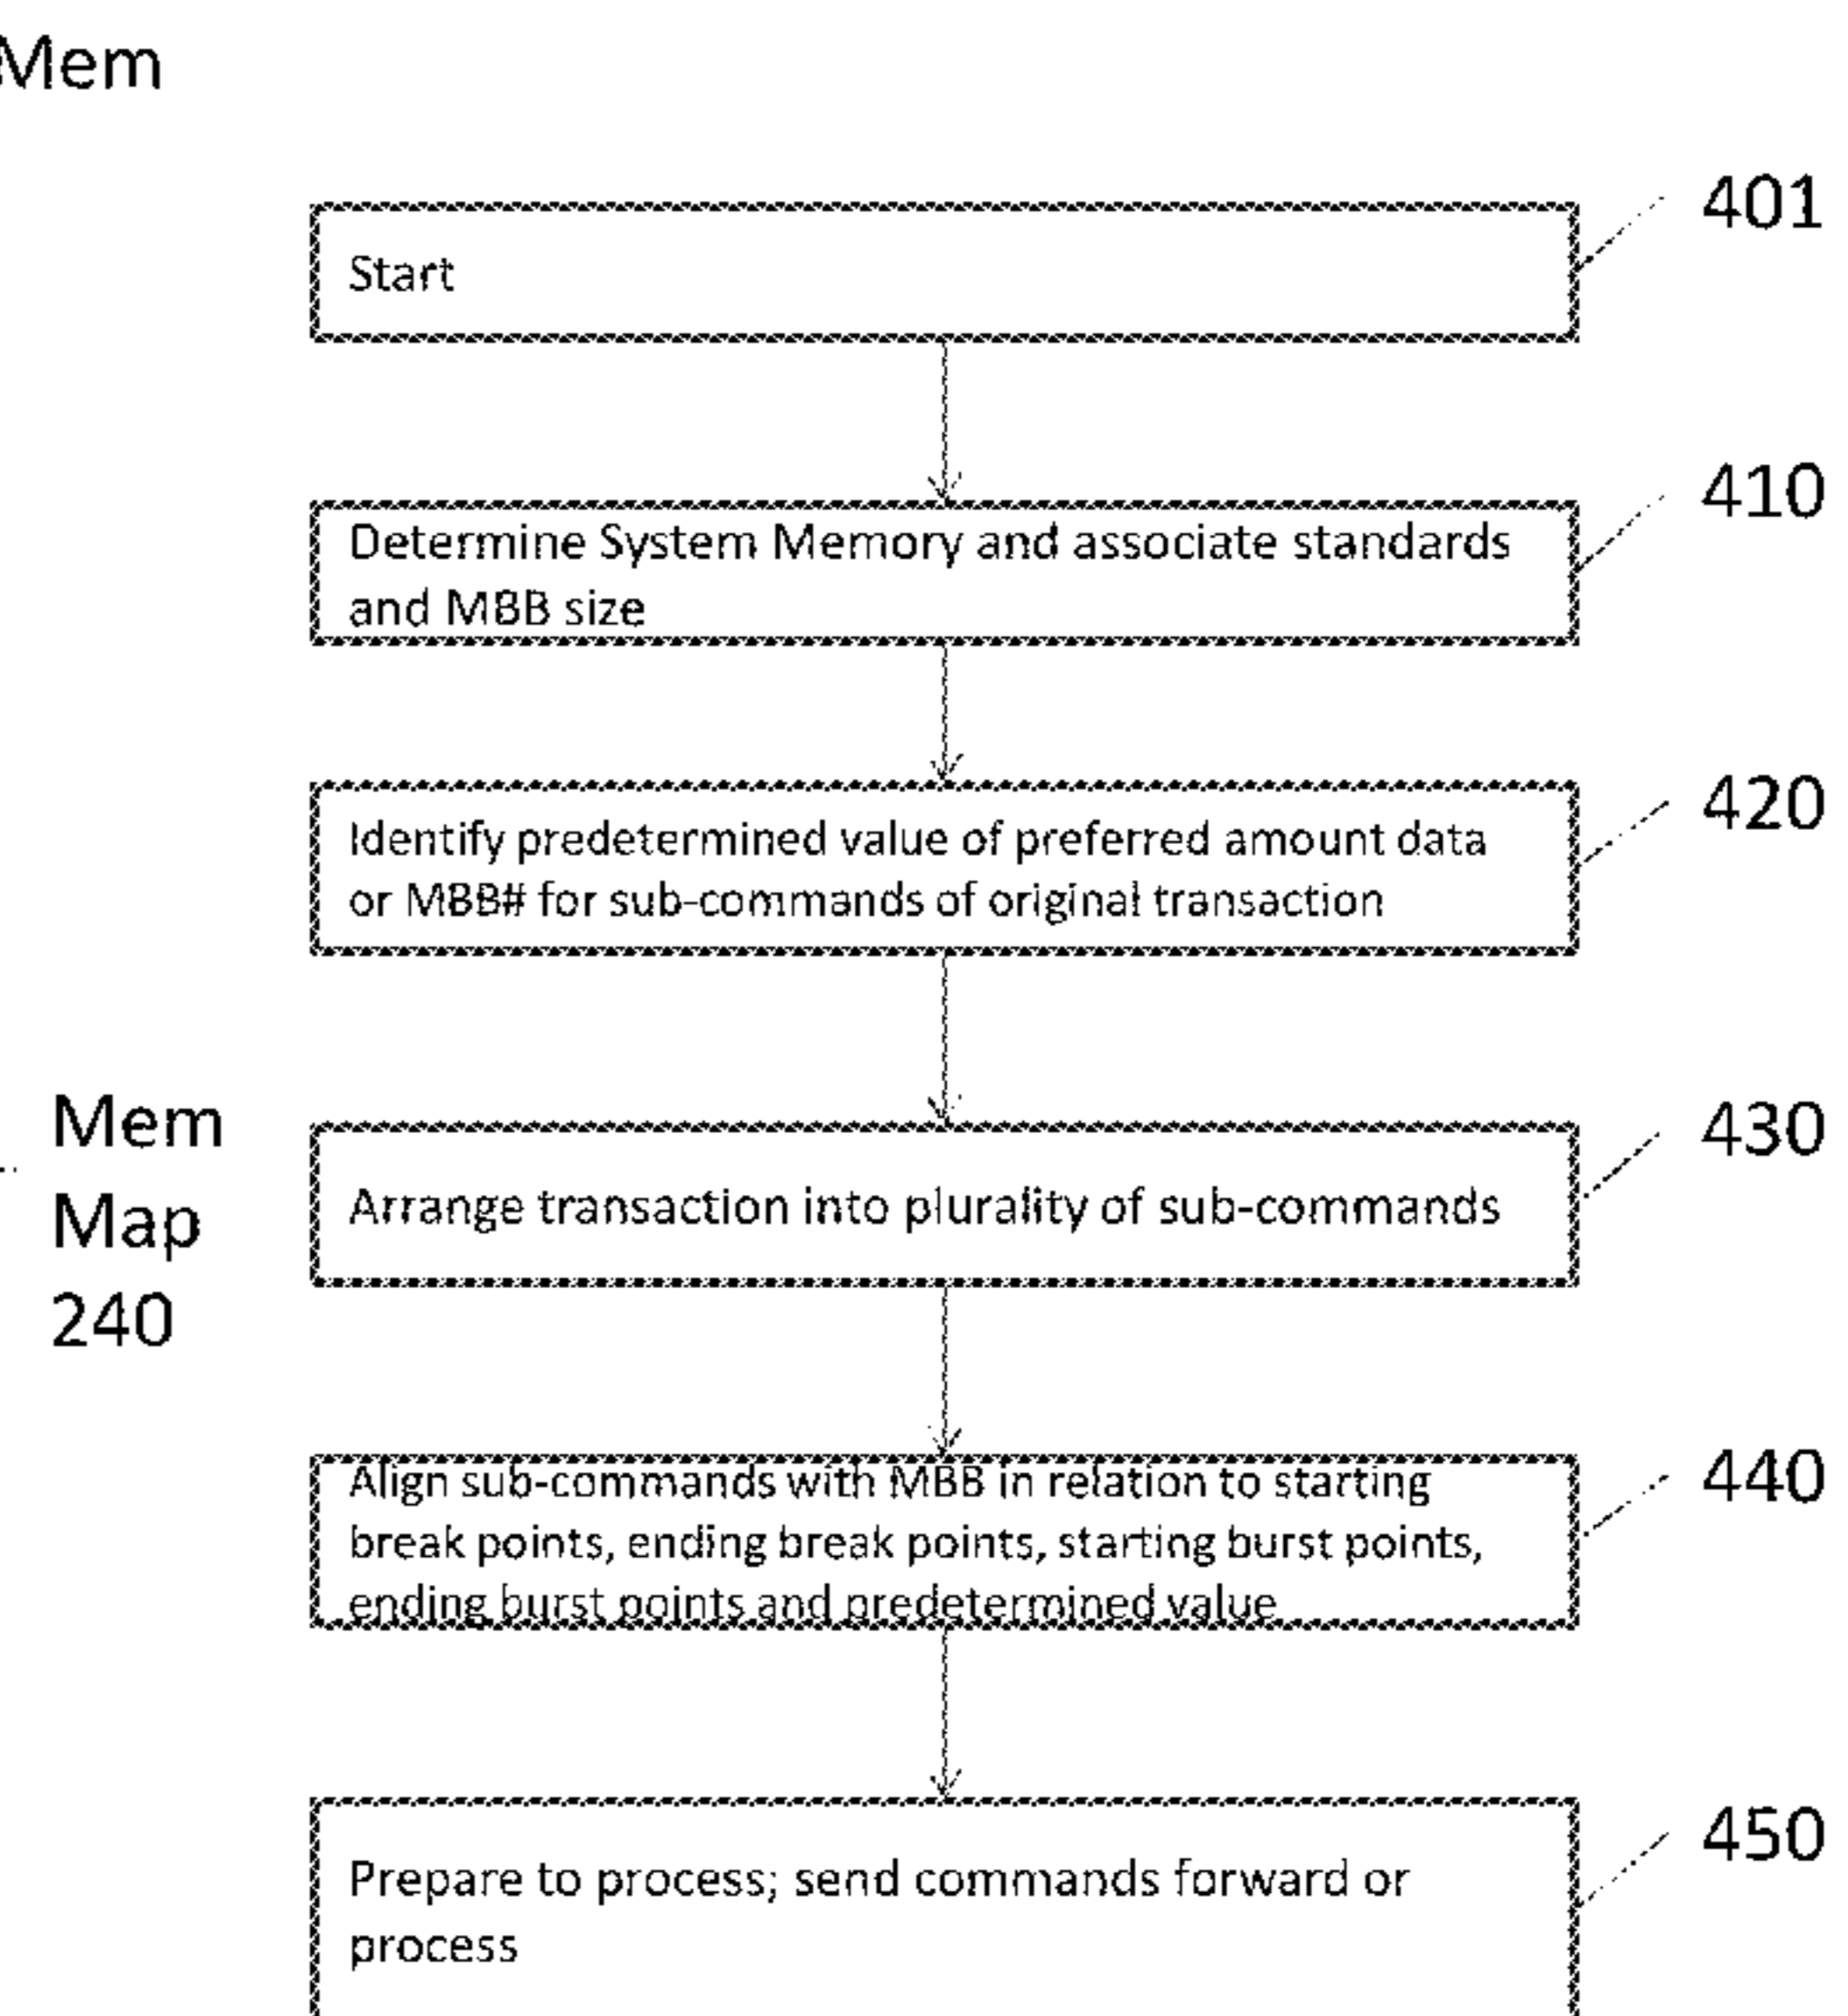 Mem
401
Start
410
Determine System Memory and associate standards
and MBB size
420
Identify predetermined value of preferred amount data
or MBB# for sub-commands of original transaction
Mem
Map
240
430
Arrange transaction into plurality of sub-commands
440
Align sub-commands with MBB in relation to starting
break points, ending break points, starting burst points,
ending burst points and predetermined value
450
Prepare to process; send commands forward or
process